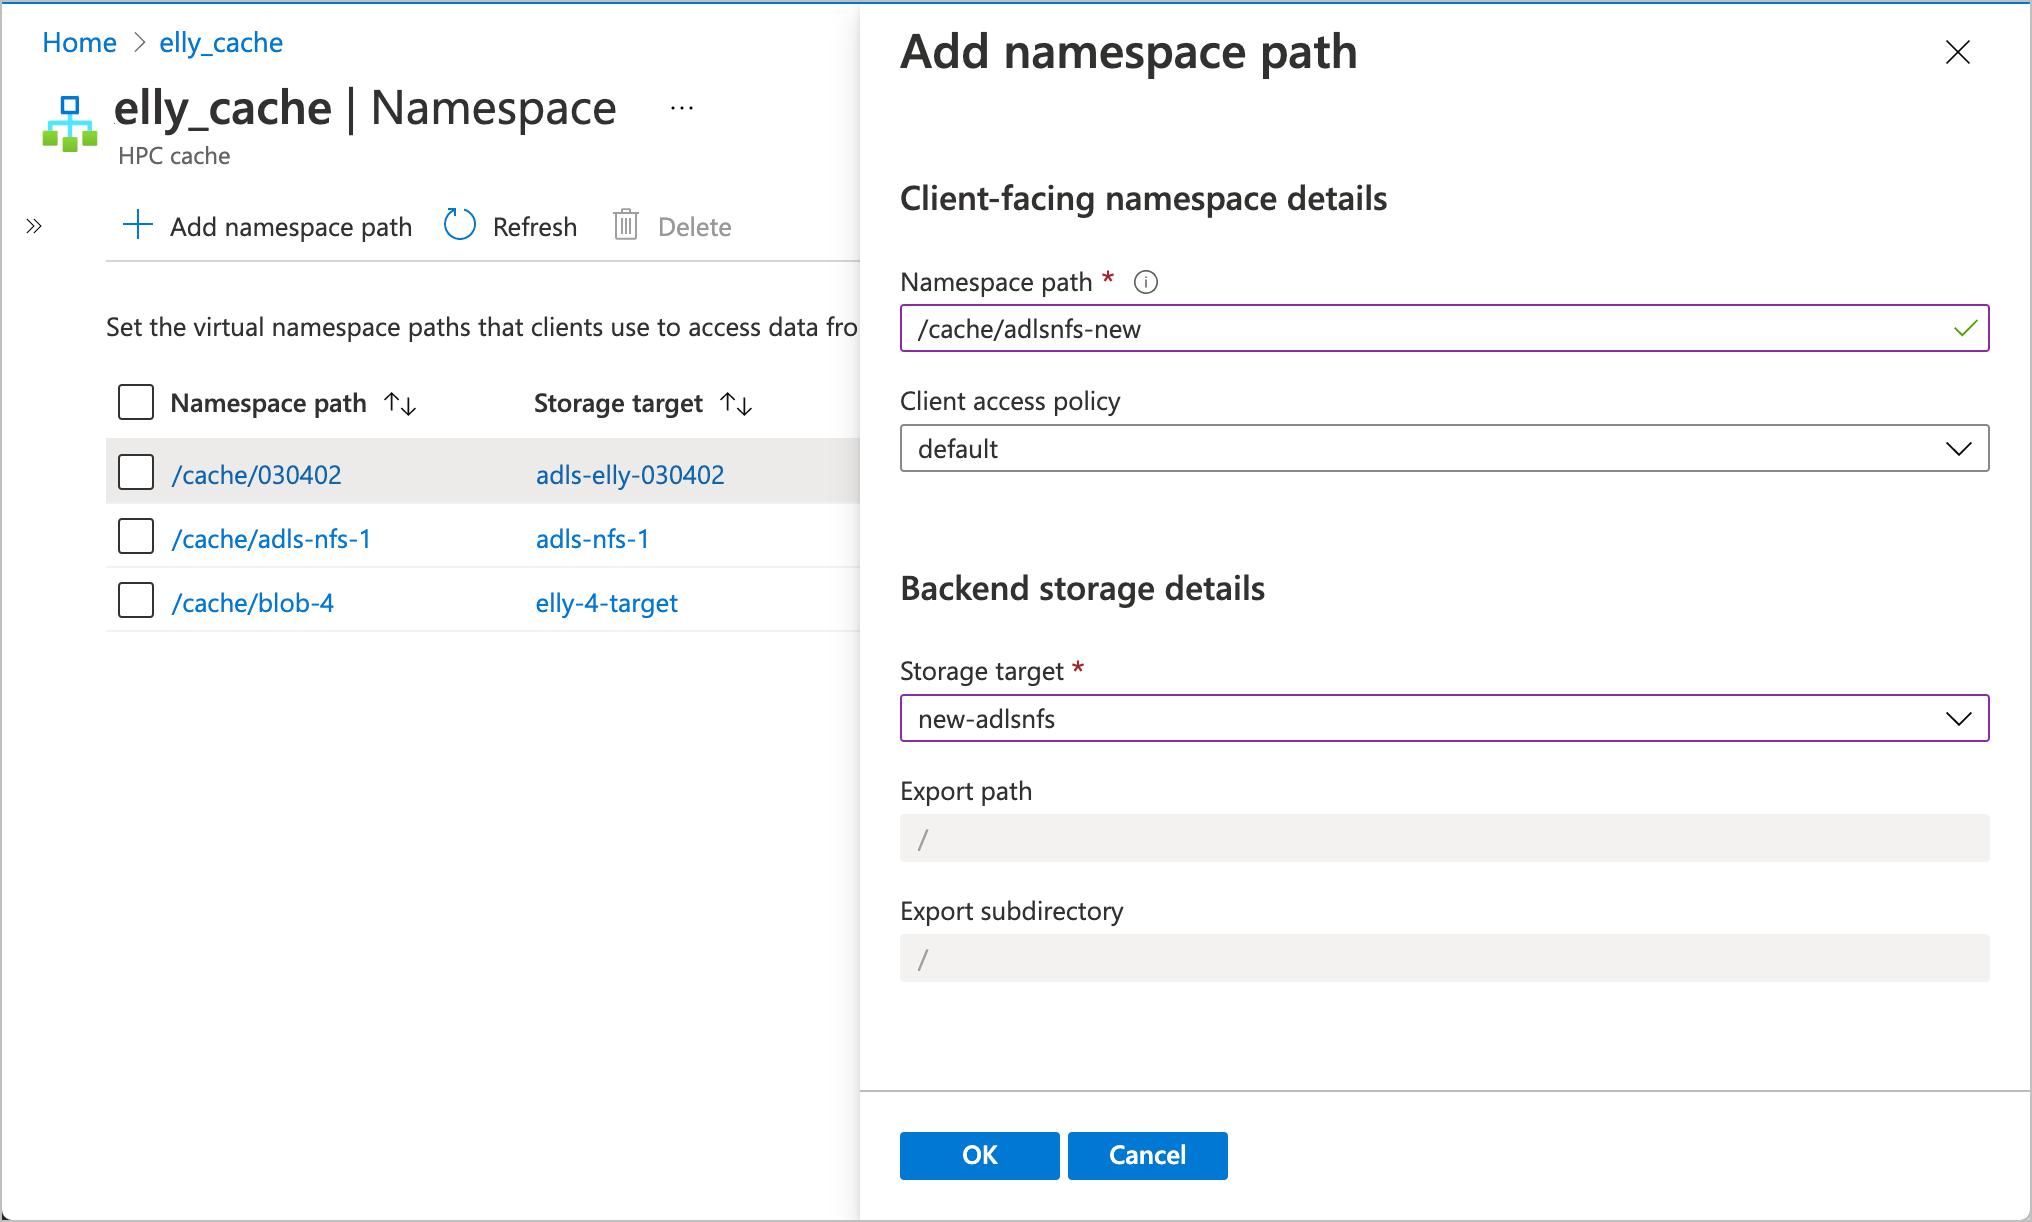 Home > elly_cache
elly_cache | Namespace ...
HPC cache
» Add namespace path Refresh Delete
Set the virtual namespace paths that clients use to access data fro
Namespace path ↑↓ Storage target ↑↓
/cache/030402 adls-elly-030402
/cache/adls-nfs-1 adls-nfs-1
/cache/blob-4 elly-4-target
Add namespace path
Client-facing namespace details
Namespace path *
/cache/adlsnfs-new
Client access policy
default
Backend storage details
Storage target *
new-adlsnfs
Export path
/
Export subdirectory
/
OK Cancel